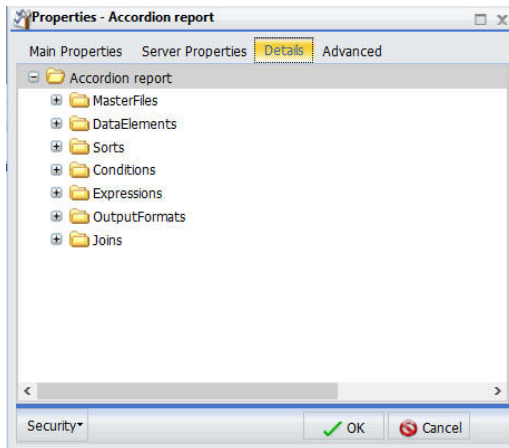 Properties - Accordion report
Main Properties Server Properties Details Advanced
Accordion report
MasterFiles
DataElements
Sorts
Conditions
Expressions
OutputFormats
Joins
Security
OK Cancel